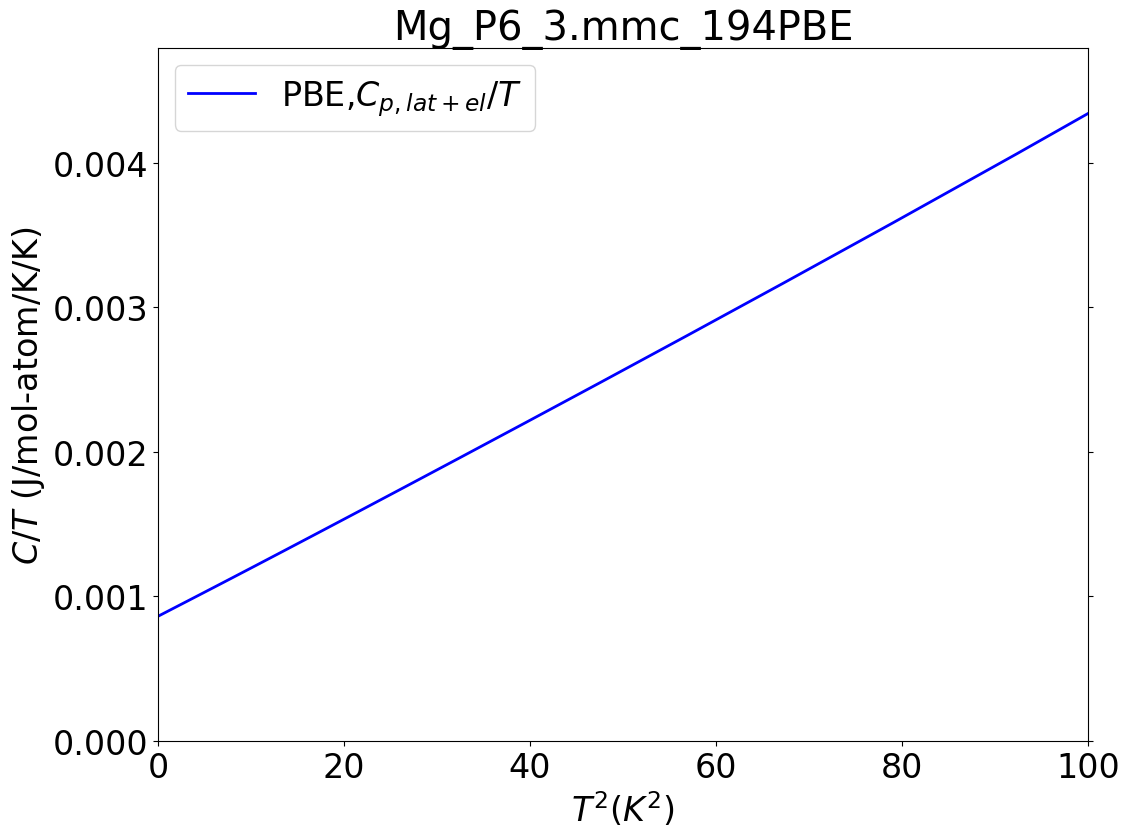 Mg_P6_3.mmc_194PBE
PBE,C_{p, lat+el}/T
C/T (J/mol-atom/K/K)
0.004
0.003
0.002
0.001
0.000
0 20 40 60 80 100
T^2(K^2)